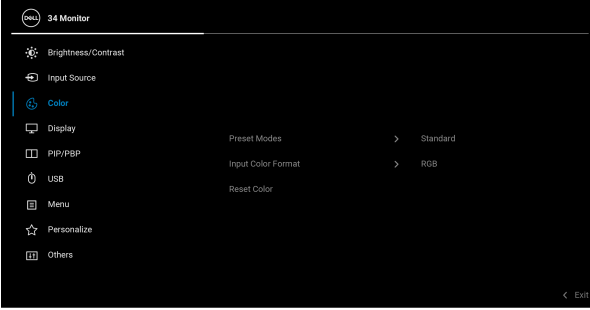 DELL 34 Monitor
Brightness/Contrast
Input Source
Color
Display
Preset Modes > Standard
PIP/PBP
Input Color Format > RGB
USB
Reset Color
Menu
Personalize
Others
< Exit